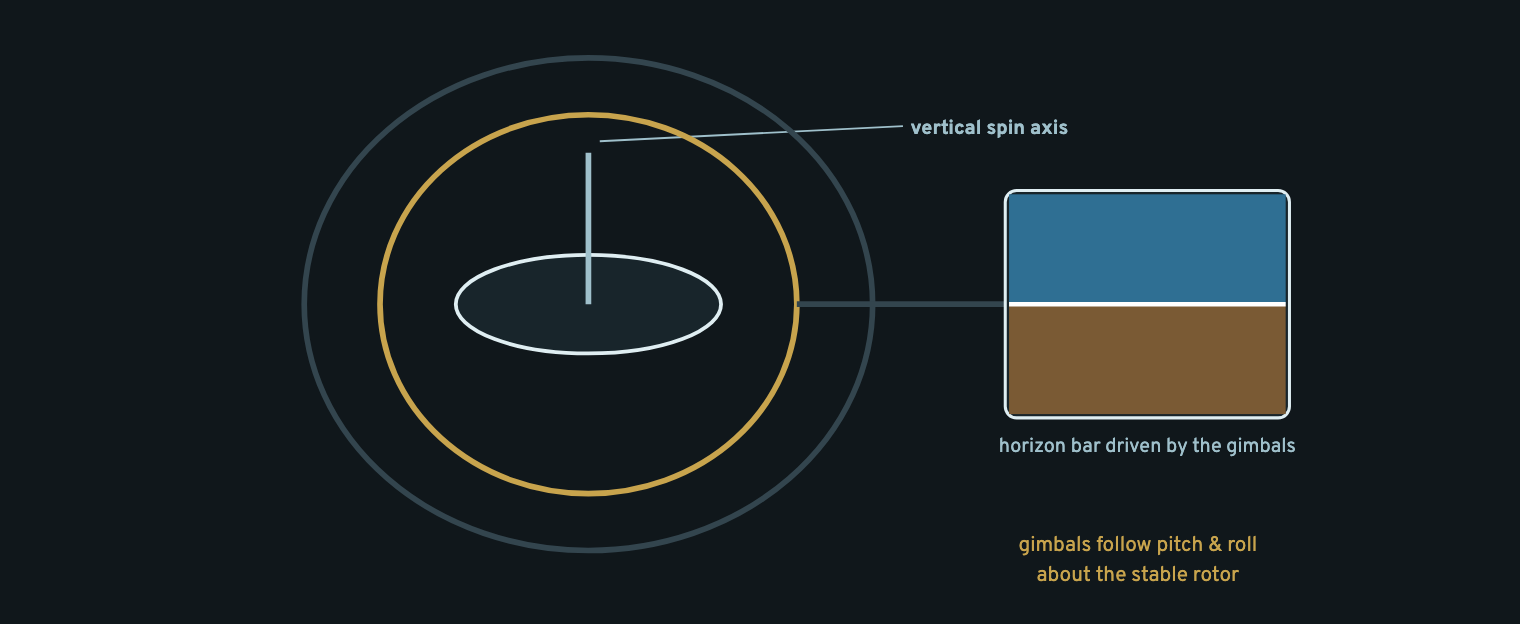 vertical spin axis
horizon bar driven by the gimbals
gimbals follow pitch & roll
about the stable rotor